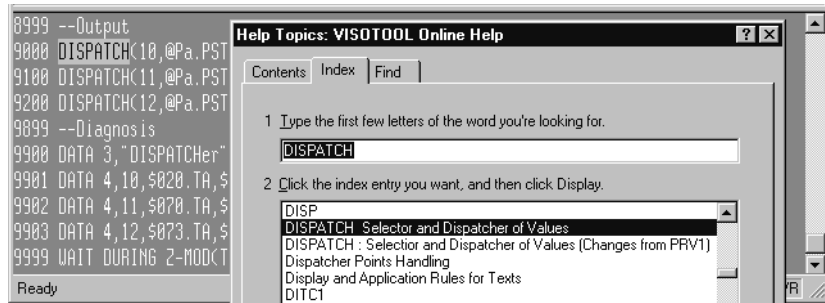 8999 --Output
9000 DISPATCH(10,@Pa.PST
9100 DISPATCH(11,@Pa.PST
9200 DISPATCH(12,@Pa.PST
9899 --Diagnosis
9900 DATA 3,"DISPATCHer"
9901 DATA 4,10,$020.TA,$
9902 DATA 4,11,$070.TA,$
9903 DATA 4,12,$073.TA,$
9999 WAIT DURING Z-MOD(T
Ready
Help Topics: VISOTOOL Online Help
Contents Index Find
1 Type the first few letters of the word you're looking for.
DISPATCH
2 Click the index entry you want, and then click Display.
DISP
DISPATCH Selector and Dispatcher of Values
DISPATCH : Selectior and Dispatcher of Values (Changes from PRV1)
Dispatcher Points Handling
Display and Application Rules for Texts
DITC1